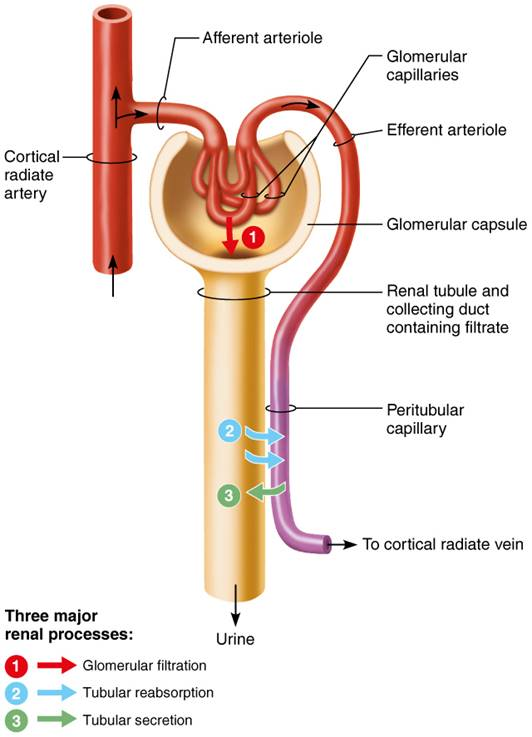 Afferent arteriole
Glomerular
capillaries
Efferent arteriole
Cortical
radiate
artery
1
Glomerular capsule
Renal tubule and
collecting duct
containing filtrate
Peritubular
capillary
2
3
To cortical radiate vein
Urine
Three major
renal processes:
1 Glomerular filtration
2 Tubular reabsorption
3 Tubular secretion